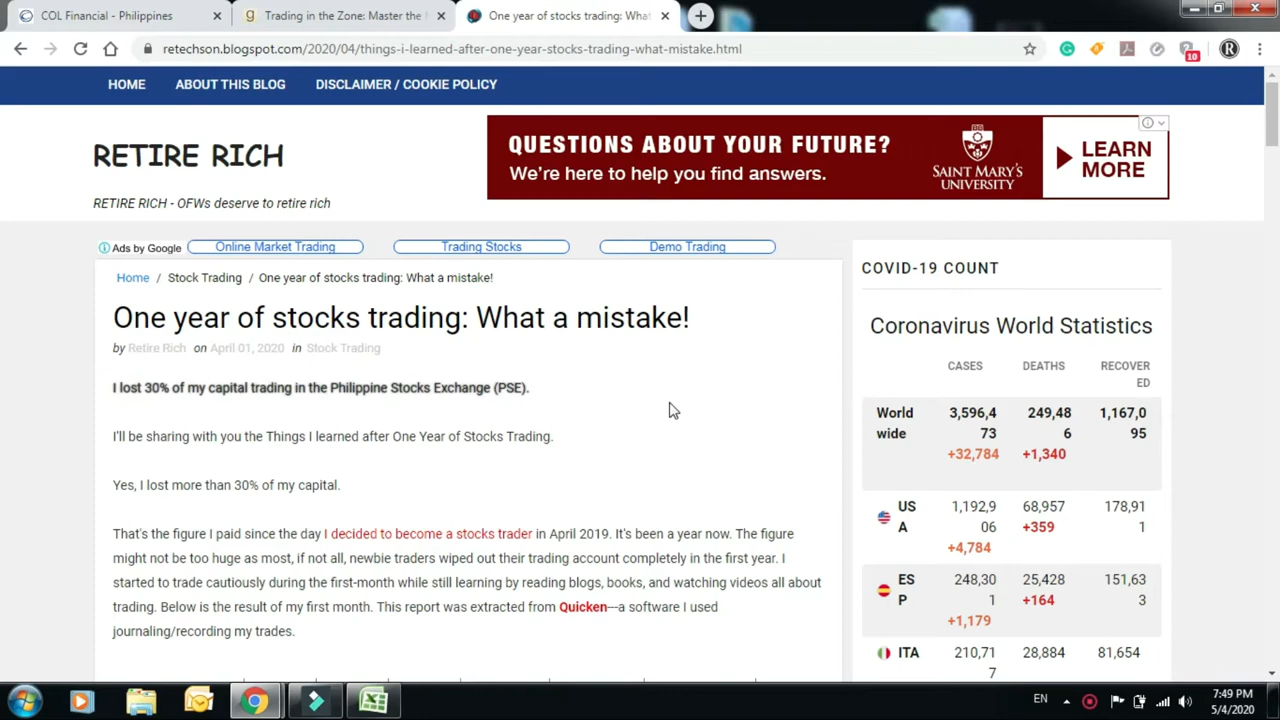 COL Financial - Philippines
Trading in the Zone: Master the
One year of stocks trading: What
retechson.blogspot.com/2020/04/things-i-learned-after-one-year-stocks-trading-what-mistake.html
10
R
HOME
ABOUT THIS BLOG
DISCLAIMER / COOKIE POLICY
RETIRE RICH
RETIRE RICH - OFWs deserve to retire rich
QUESTIONS ABOUT YOUR FUTURE?
We're here to help you find answers.
SAINT MARY'S
UNIVERSITY
LEARN
MORE
Ads by Google
Online Market Trading
Trading Stocks
Demo Trading
Home / Stock Trading / One year of stocks trading: What a mistake!
One year of stocks trading: What a mistake!
by Retire Rich on April 01, 2020 in Stock Trading
I lost 30% of my capital trading in the Philippine Stocks Exchange (PSE).
I'll be sharing with you the Things I learned after One Year of Stocks Trading.
Yes, I lost more than 30% of my capital.
That's the figure I paid since the day I decided to become a stocks trader in April 2019. It's been a year now. The figure
might not be too huge as most, if not all, newbie traders wiped out their trading account completely in the first year. I
started to trade cautiously during the first-month while still learning by reading blogs, books, and watching videos all about
trading. Below is the result of my first month. This report was extracted from Quicken---a software I used
journaling/recording my trades.
COVID-19 COUNT
Coronavirus World Statistics
CASES DEATHS RECOVER
ED
World 3,596,4 249,48 1,167,0
wide 73 6 95
+32,784 +1,340
US 1,192,9 68,957 178,91
A 06 +359 1
+4,784
ES 248,30 25,428 151,63
P 1 +164 3
+1,179
ITA 210,71 28,884 81,654
7
EN
7:49 PM
5/4/2020